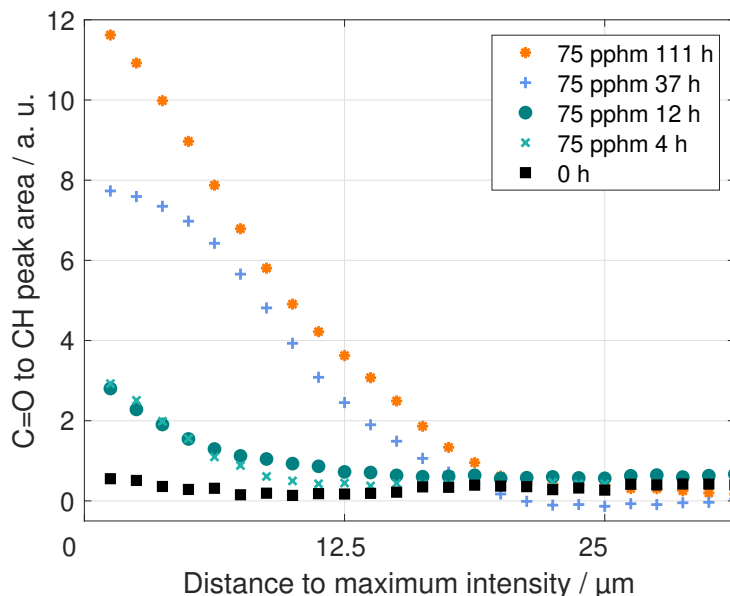 12
10
8
6
4
2
0
C=O to CH peak area / a. u.
75 pphm 111 h
75 pphm 37 h
75 pphm 12 h
75 pphm 4 h
0 h
0
12.5
25
Distance to maximum intensity / μm